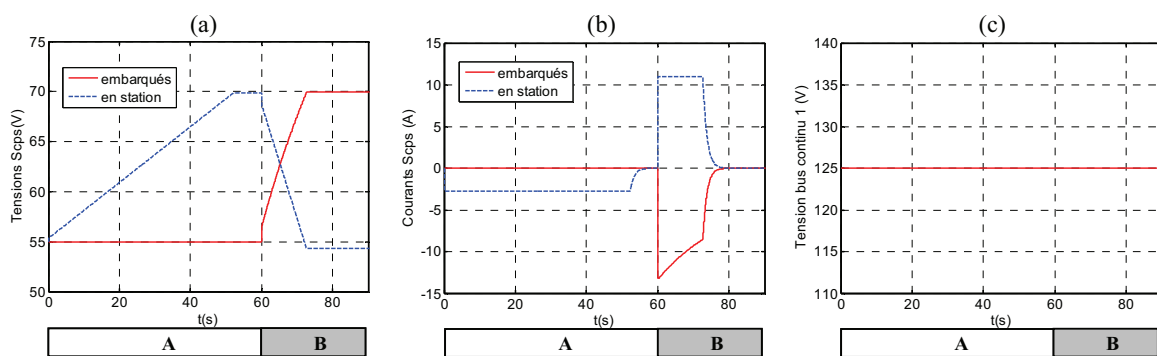 (a)
Tensions Scps(V)
75
70
65
60
55
50
embarqués
en station
0 20 40 60 80
t(s)
A B
(b)
Courants Scps (A)
15
10
5
0
-5
-10
-15
embarqués
en station
0 20 40 60 80
t(s)
A B
(c)
Tension bus continu 1 (V)
140
135
130
125
120
115
110
0 20 40 60 80
t(s)
A B